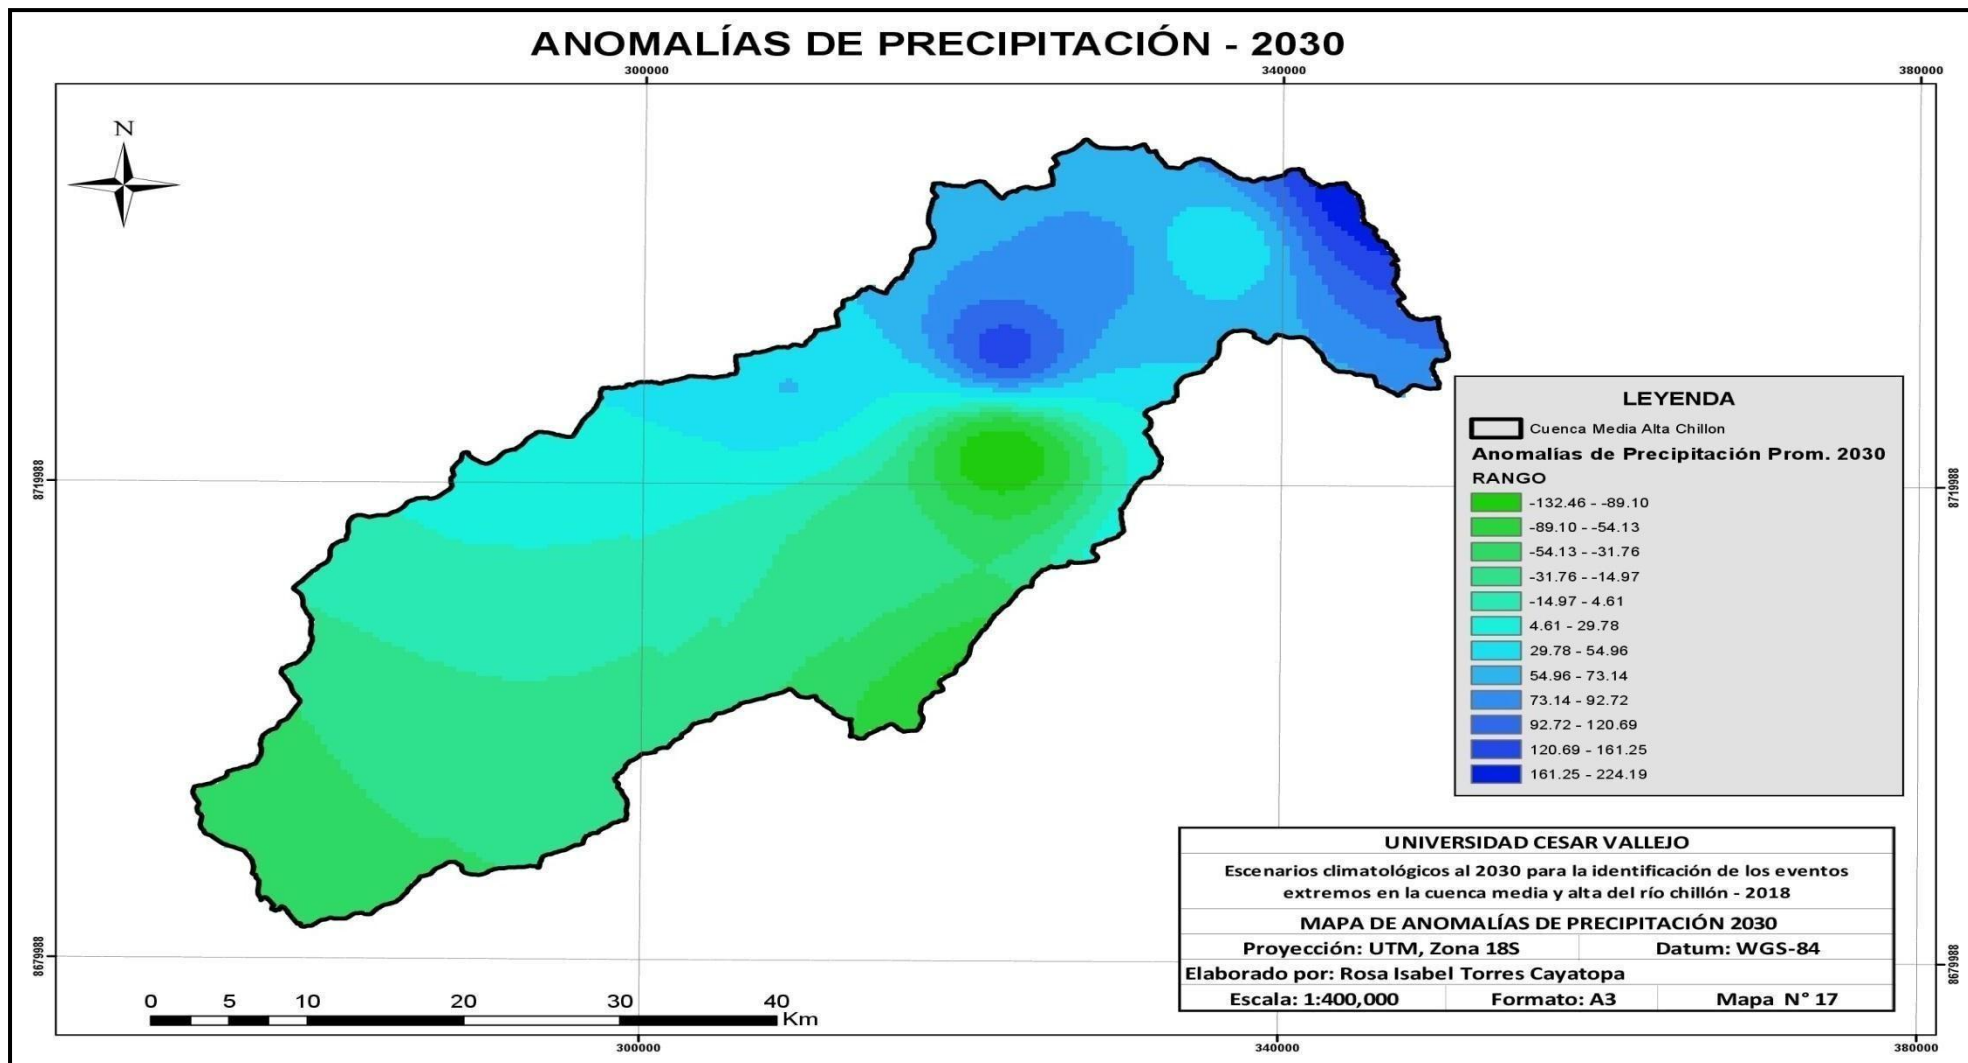 ANOMALÍAS DE PRECIPITACIÓN - 2030
300000
340000
380000
N
8719988
8719988
LEYENDA
Cuenca Media Alta Chillon
Anomalías de Precipitación Prom. 2030
RANGO
-132.46 - -89.10
-89.10 - -54.13
-54.13 - -31.76
-31.76 - -14.97
-14.97 - 4.61
4.61 - 29.78
29.78 - 54.96
54.96 - 73.14
73.14 - 92.72
92.72 - 120.69
120.69 - 161.25
161.25 - 224.19
UNIVERSIDAD CESAR VALLEJO
Escenarios climatológicos al 2030 para la identificación de los eventos
extremos en la cuenca media y alta del río chillón - 2018
MAPA DE ANOMALÍAS DE PRECIPITACIÓN 2030
Proyección: UTM, Zona 18S Datum: WGS-84
Elaborado por: Rosa Isabel Torres Cayatopa
Escala: 1:400,000 Formato: A3 Mapa N° 17
8679988
8679988
0 5 10 20 30 40
Km
300000
340000
380000